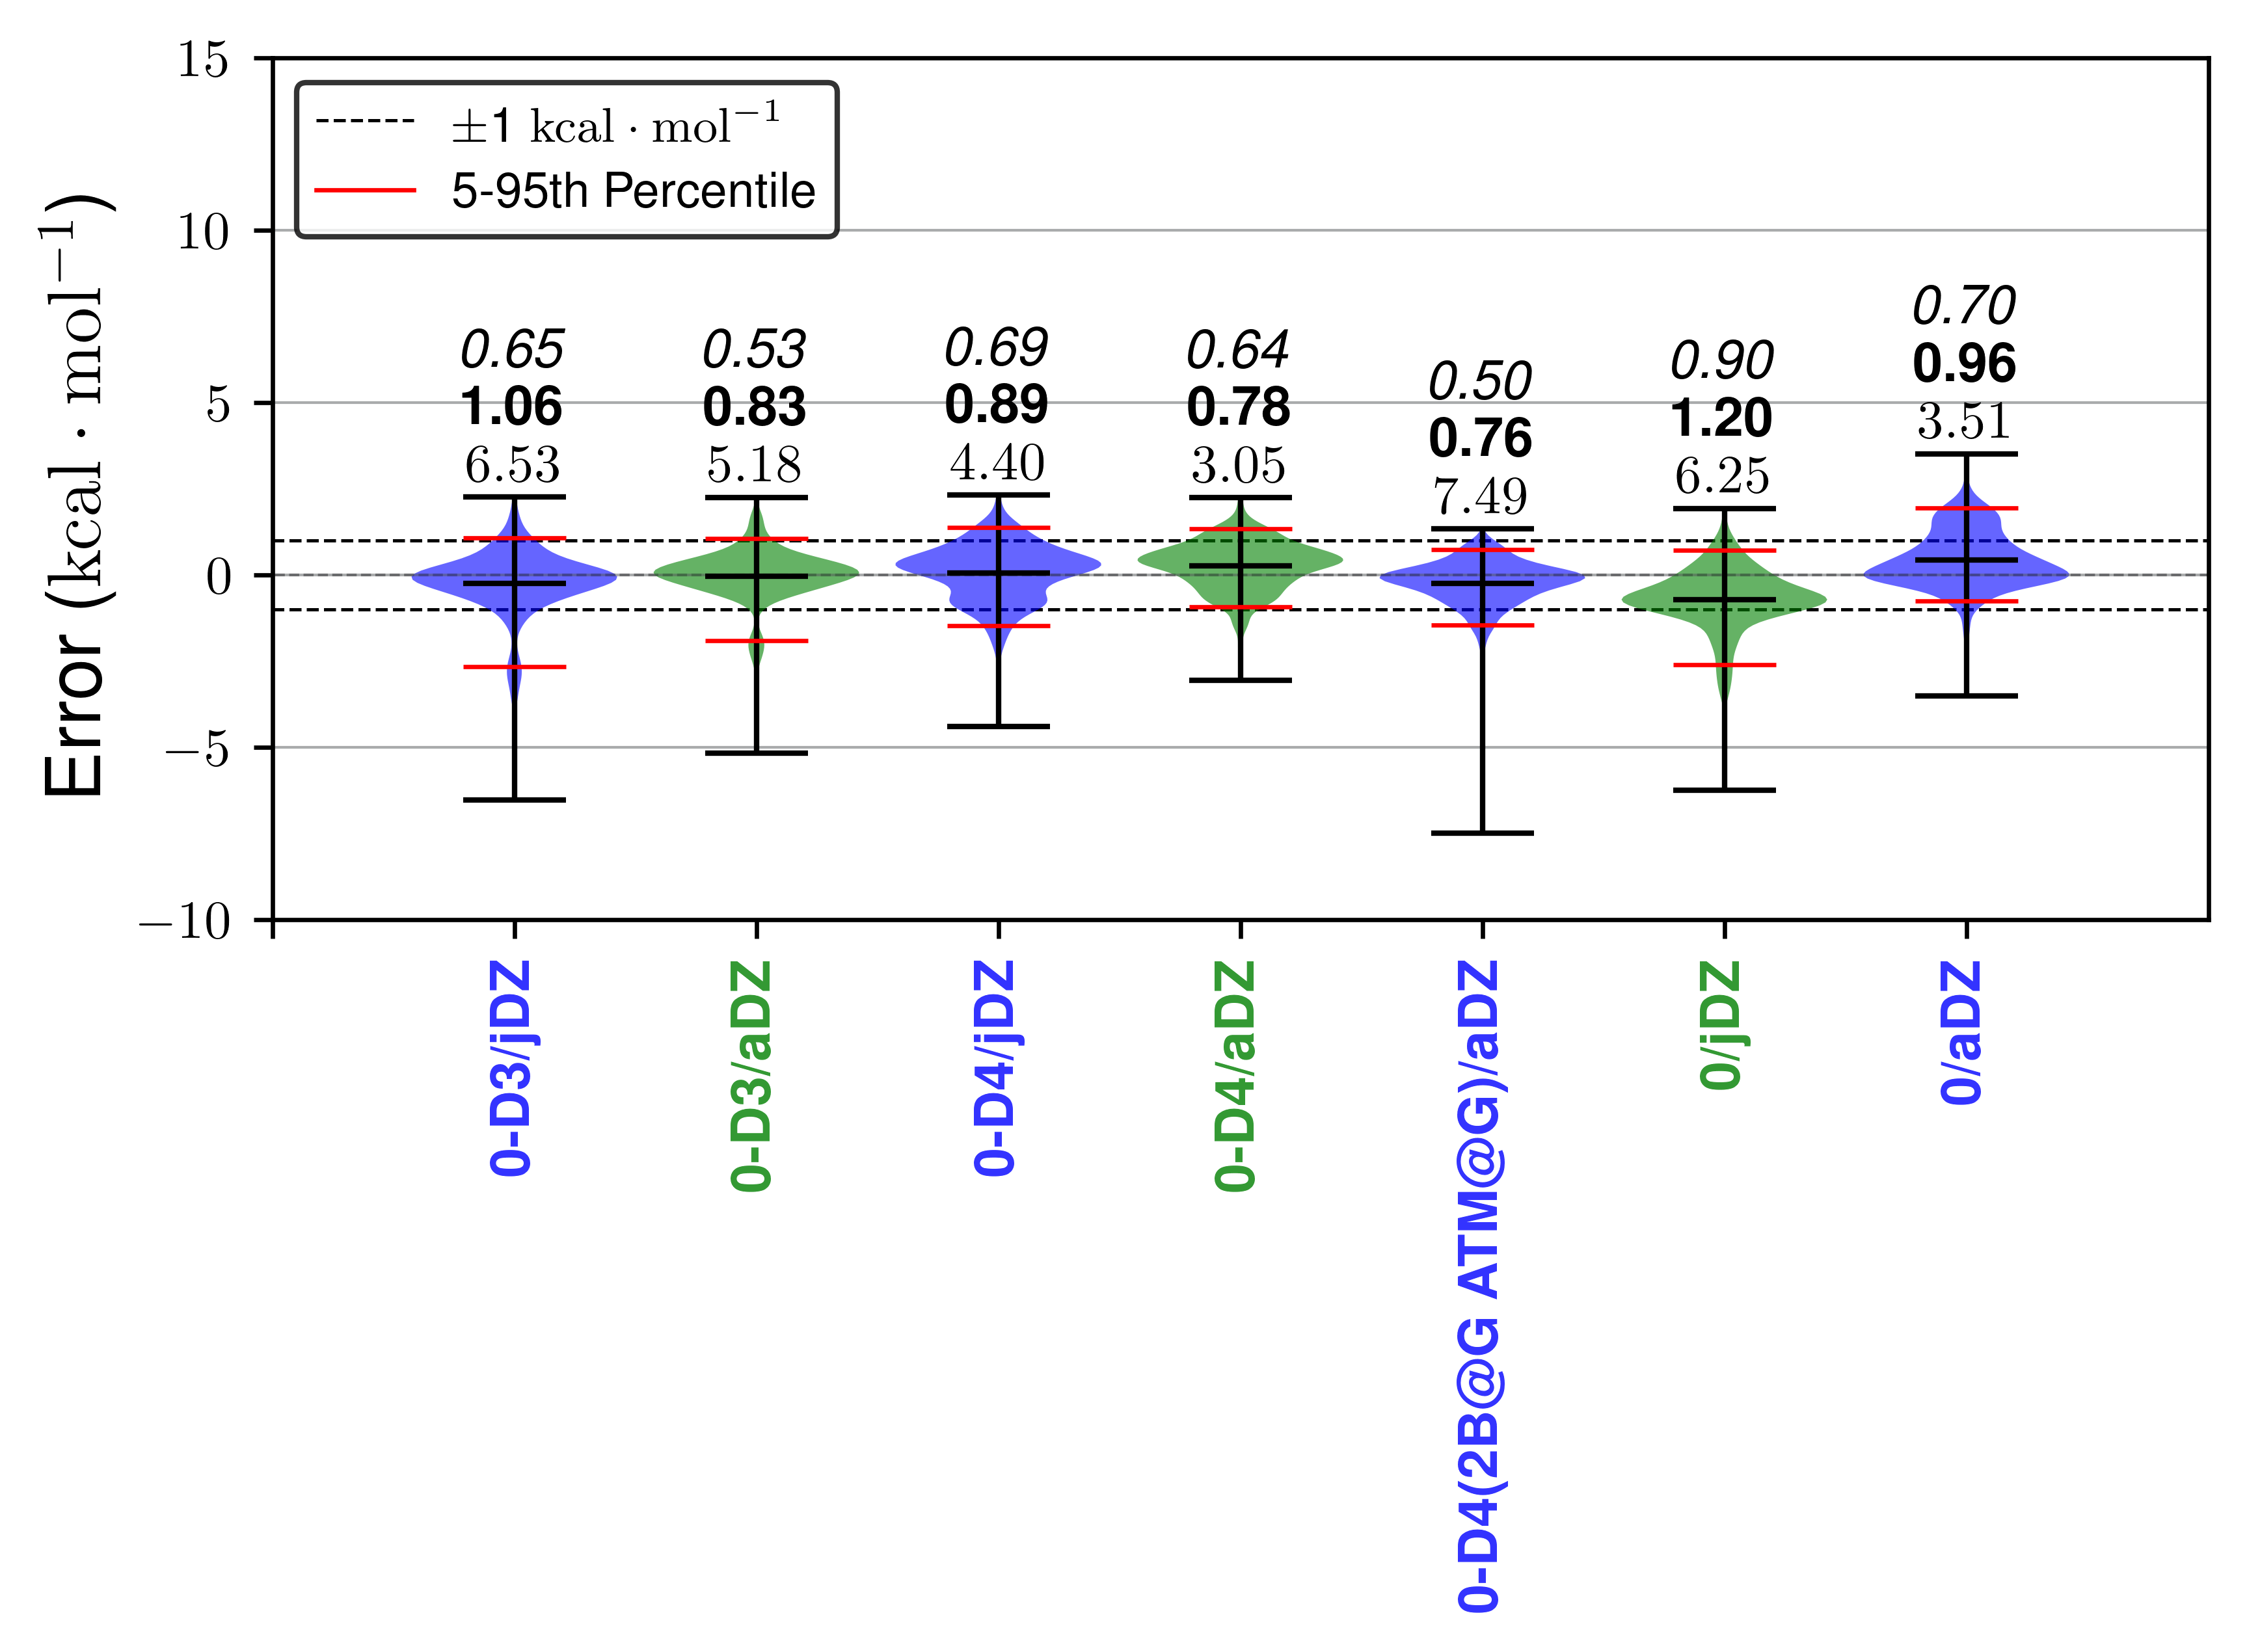 15
10
5
0
−5
−10
Error (kcal · mol⁻¹)
±1 kcal · mol⁻¹
5-95th Percentile
0.65
1.06
6.53
0.53
0.83
5.18
0.69
0.89
4.40
0.64
0.78
3.05
0.50
0.76
7.49
0.90
1.20
6.25
0.70
0.96
3.51
0-D3/jDZ
0-D3/aDZ
0-D4/jDZ
0-D4/aDZ
0-D4(2B@G ATM@G)/aDZ
0/jDZ
0/aDZ